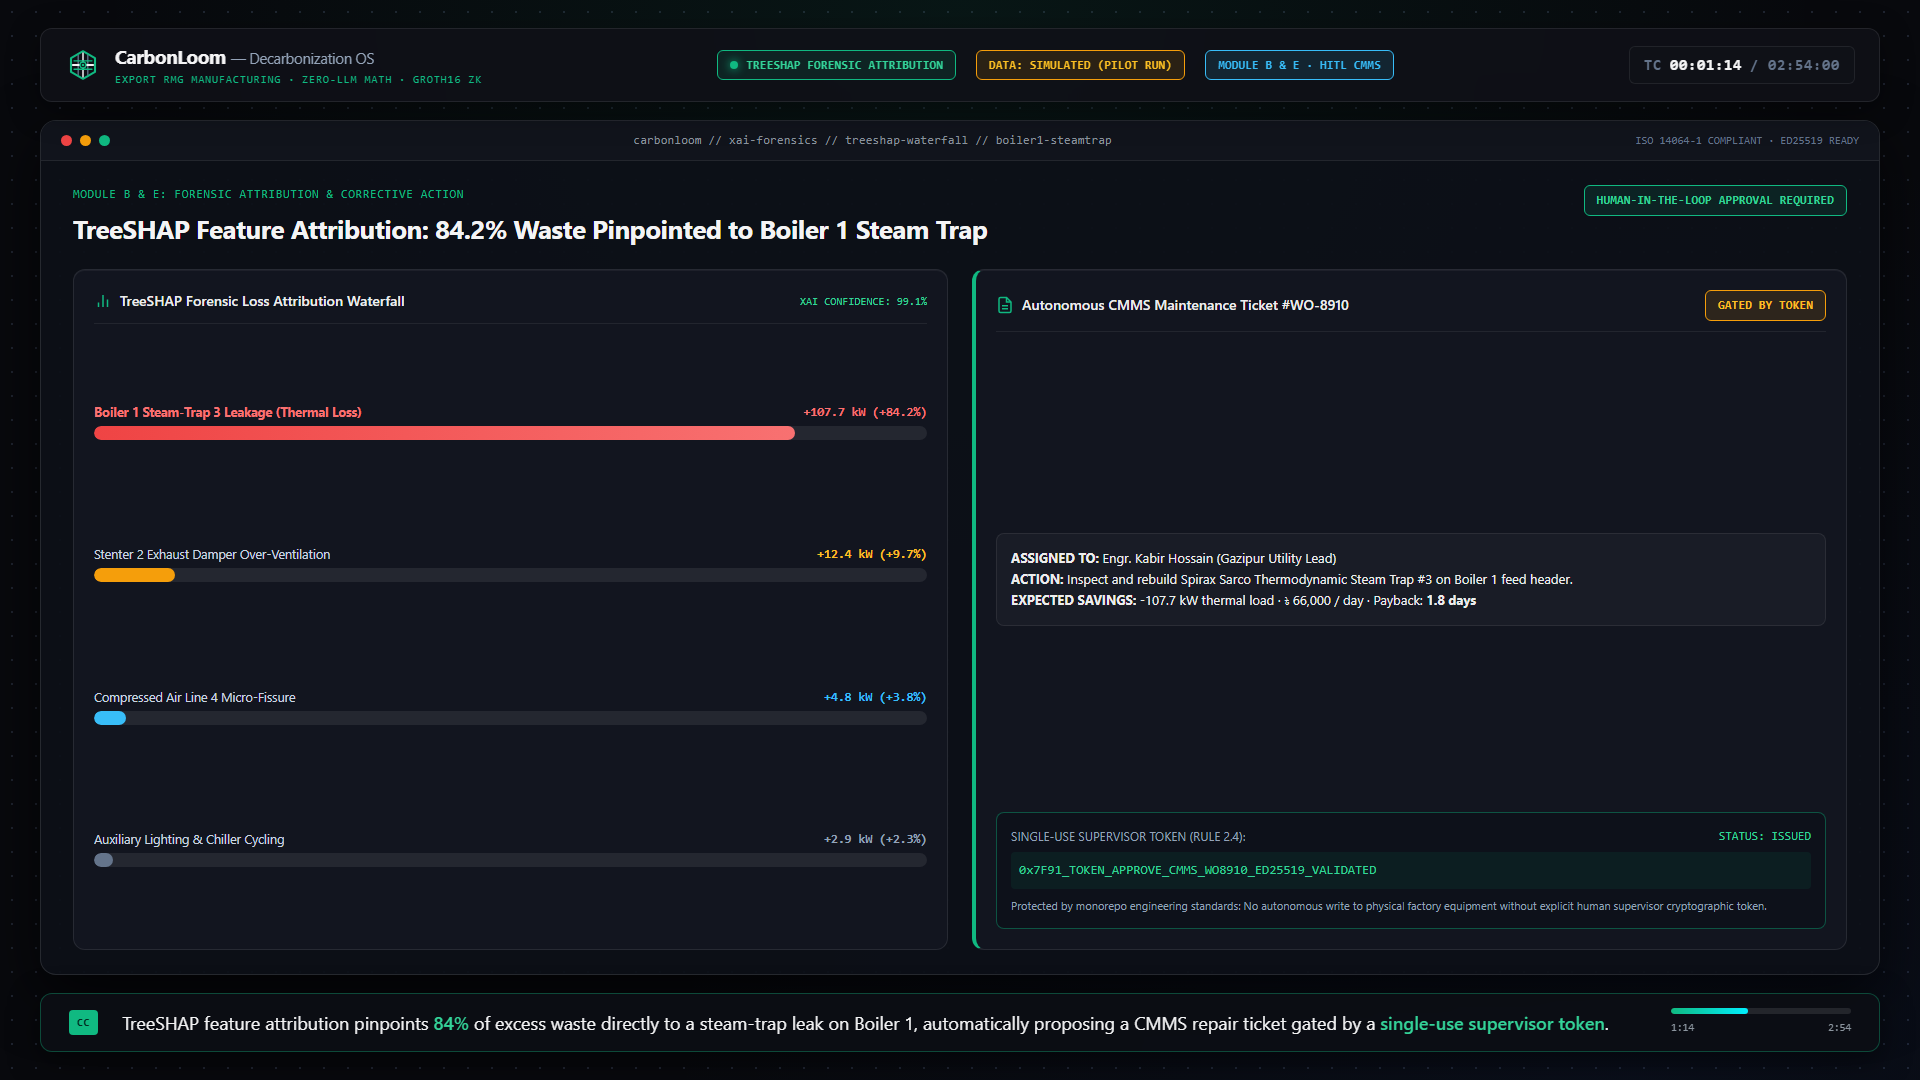 CarbonLoom — Decarbonization OS
EXPORT RMG MANUFACTURING · ZERO-LLM MATH · GROTH16 ZK
TREESHAP FORENSIC ATTRIBUTION
DATA: SIMULATED (PILOT RUN)
MODULE B & E · HITL CMMS
TC 00:01:14 / 02:54:00
carbonloom // xai-forensics // treeshap-waterfall // boiler1-steamtrap
ISO 14064-1 COMPLIANT · ED25519 READY
MODULE B & E: FORENSIC ATTRIBUTION & CORRECTIVE ACTION
TreeSHAP Feature Attribution: 84.2% Waste Pinpointed to Boiler 1 Steam Trap
HUMAN-IN-THE-LOOP APPROVAL REQUIRED
TreeSHAP Forensic Loss Attribution Waterfall
XAI CONFIDENCE: 99.1%
Boiler 1 Steam-Trap 3 Leakage (Thermal Loss)
+107.7 kW (+84.2%)
Stenter 2 Exhaust Damper Over-Ventilation
+12.4 kW (+9.7%)
Compressed Air Line 4 Micro-Fissure
+4.8 kW (+3.8%)
Auxiliary Lighting & Chiller Cycling
+2.9 kW (+2.3%)
Autonomous CMMS Maintenance Ticket #WO-8910
GATED BY TOKEN
ASSIGNED TO: Engr. Kabir Hossain (Gazipur Utility Lead)
ACTION: Inspect and rebuild Spirax Sarco Thermodynamic Steam Trap #3 on Boiler 1 feed header.
EXPECTED SAVINGS: -107.7 kW thermal load · ৳ 66,000 / day · Payback: 1.8 days
SINGLE-USE SUPERVISOR TOKEN (RULE 2.4):
STATUS: ISSUED
0x7F91_TOKEN_APPROVE_CMMS_WO8910_ED25519_VALIDATED
Protected by monorepo engineering standards: No autonomous write to physical factory equipment without explicit human supervisor cryptographic token.
CC
TreeSHAP feature attribution pinpoints 84% of excess waste directly to a steam-trap leak on Boiler 1, automatically proposing a CMMS repair ticket gated by a single-use supervisor token.
1:14
2:54